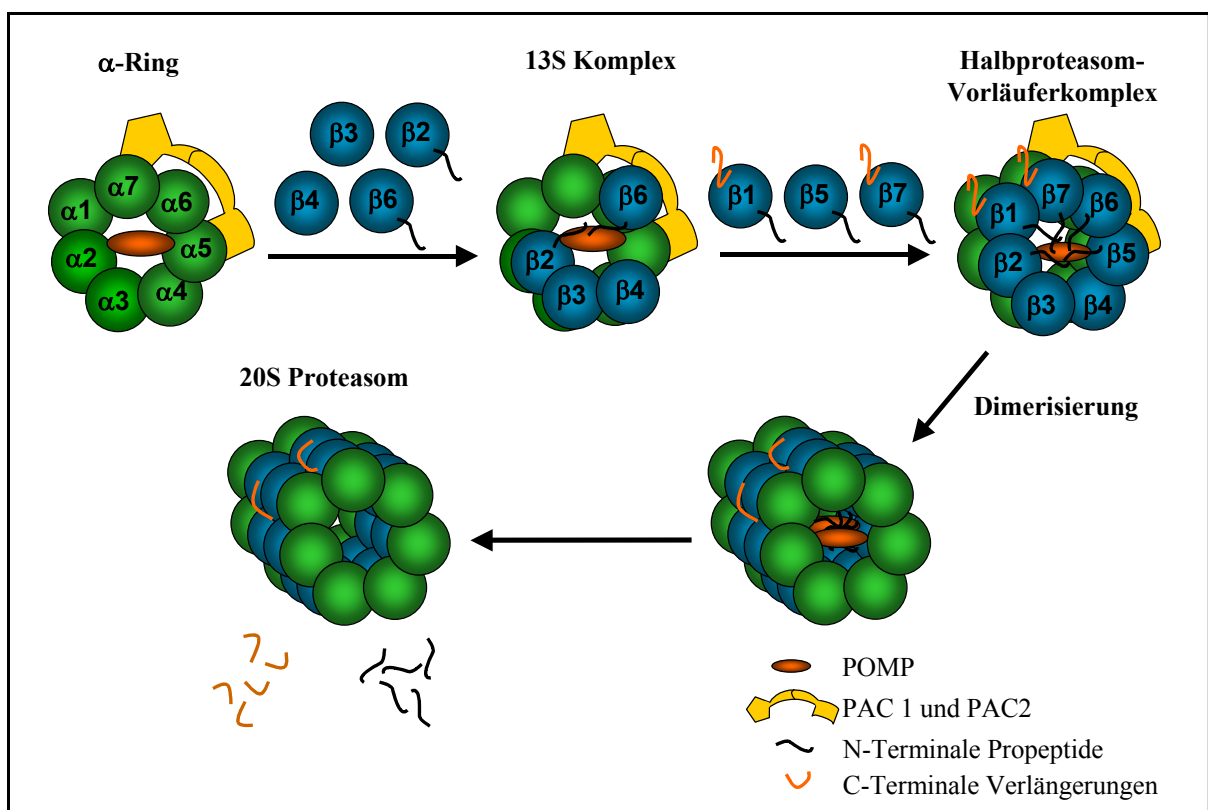 α-Ring
13S Komplex
Halbproteasom-
Vorläuferkomplex
α7
α1
α6
α2
α5
α3
α4
β3
β2
β4
β6
β6
β2
β3
β4
β1
β5
β7
β7
β1
β6
β2
β5
β3
β4
Dimerisierung
20S Proteasom
POMP
PAC 1 und PAC2
N-Terminale Propeptide
C-Terminale Verlängerungen